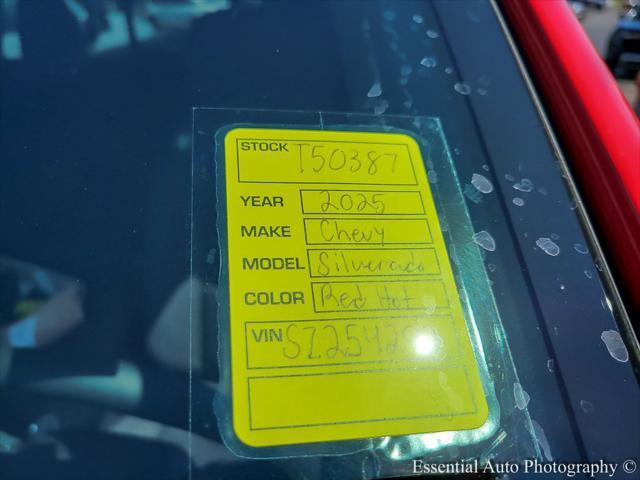 STOCK T50387
YEAR 2025
MAKE Chevy
MODEL Silverado
COLOR Red Hot
VIN
Essential Auto Photography ©